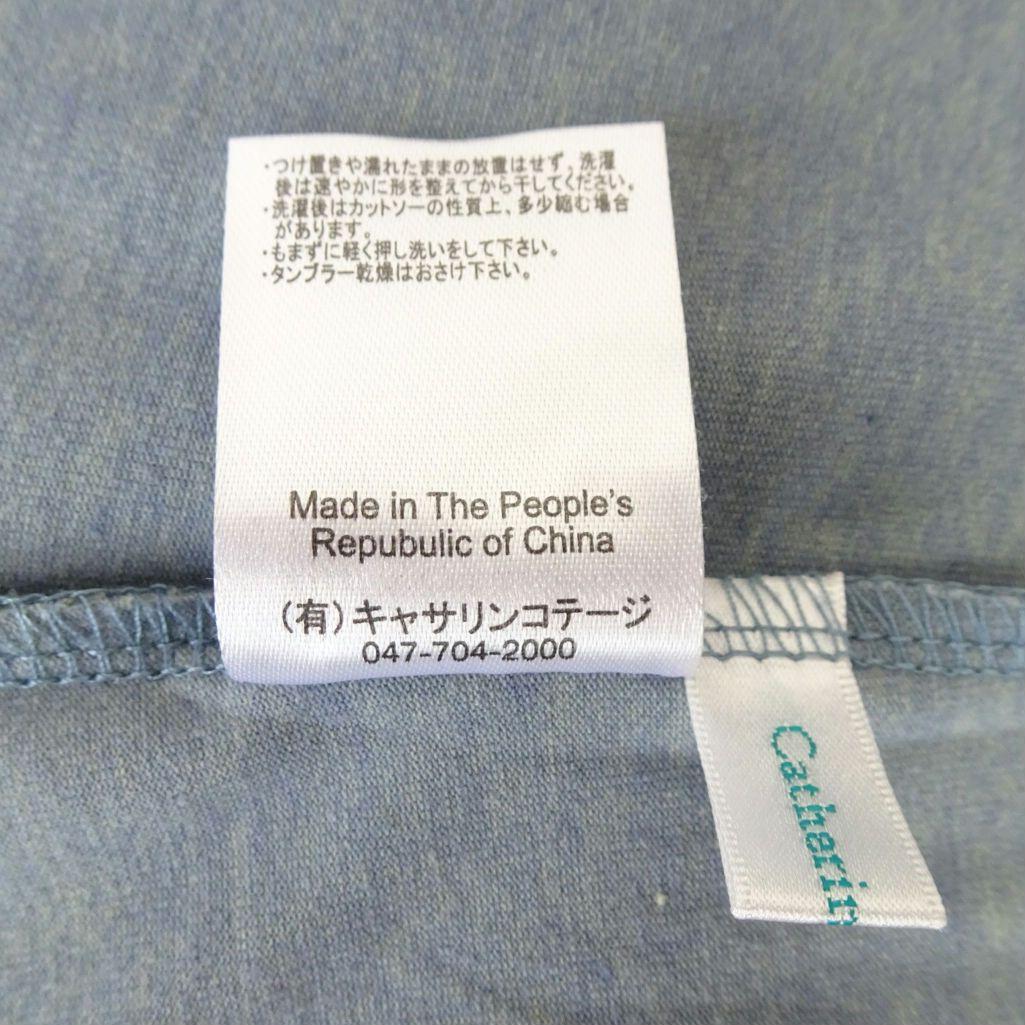 ・つけ置きや濡れたままの放置はせず、洗濯
後は速やかに形を整えてから干してください。
・洗濯後はカットソーの性質上、多少縮む場合
があります。
・もまずに軽く押し洗いをして下さい。
・タンブラー乾燥はおさけ下さい。
Made in The People's
Repubulic of China
(有)キャサリンコテージ
047-704-2000
Catherin